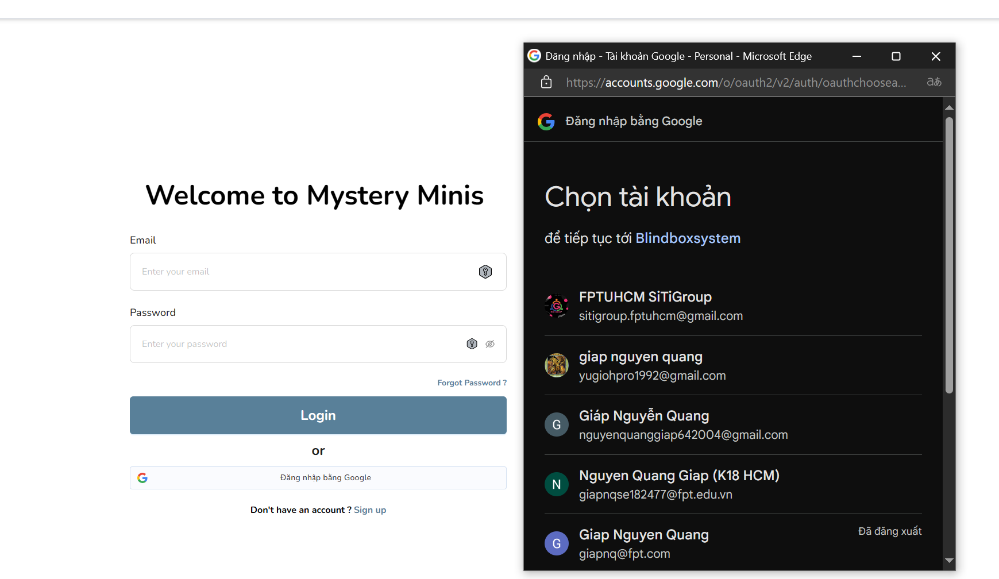 Welcome to Mystery Minis
Email
Enter your email
Password
Enter your password
Forgot Password ?
Login
or
Đăng nhập bằng Google
Don't have an account ? Sign up
Đăng nhập - Tài khoản Google - Personal - Microsoft Edge
https://accounts.google.com/o/oauth2/v2/auth/oauthchoosea...
aあ
Đăng nhập bằng Google
Chọn tài khoản
để tiếp tục tới Blindboxsystem
FPTUHCM SiTiGroup
sitigroup.fptuhcm@gmail.com
giap nguyen quang
yugiohpro1992@gmail.com
G
Giáp Nguyễn Quang
nguyenquanggiap642004@gmail.com
N
Nguyen Quang Giap (K18 HCM)
giapnqse182477@fpt.edu.vn
G
Giap Nguyen Quang
Đã đăng xuất
giapnq@fpt.com